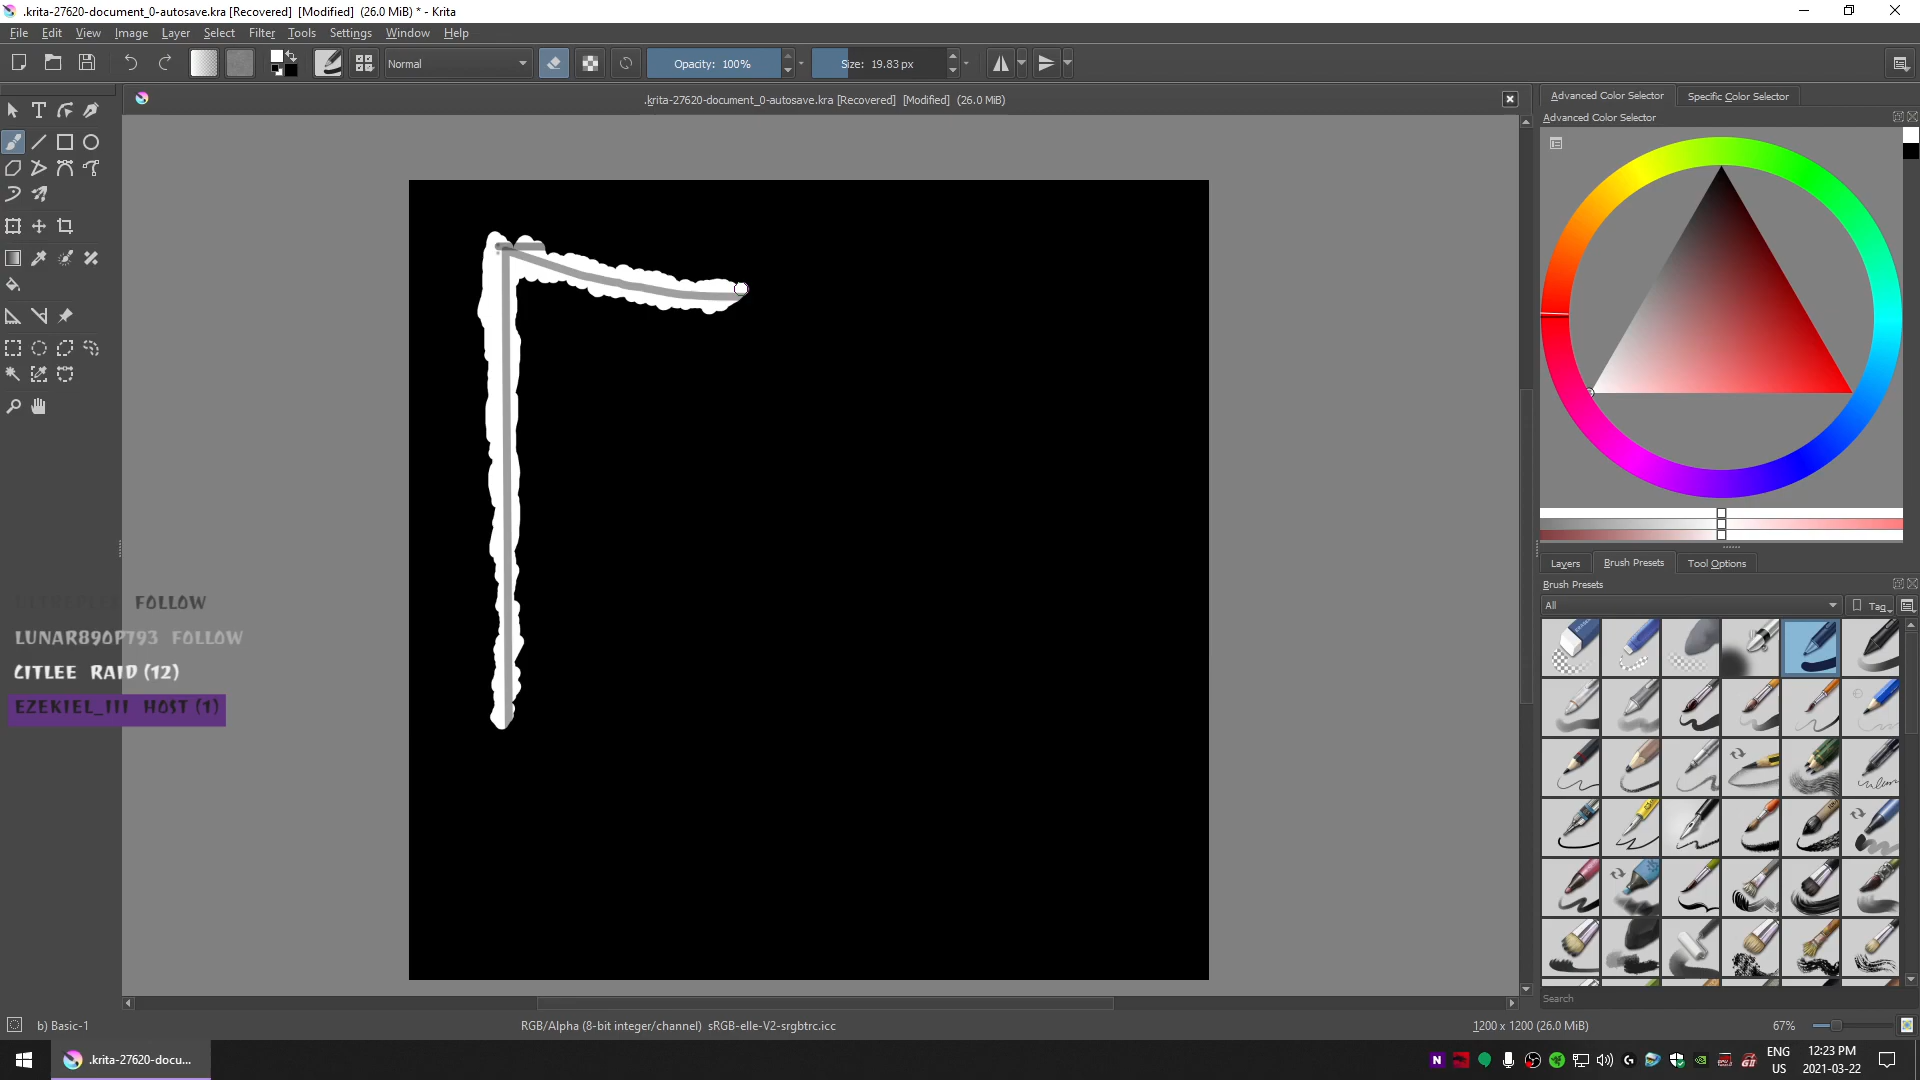 .krita-27620-document_0-autosave.kra [Recovered] [Modified] (26.0 MiB) * - Krita
File Edit View Image Layer Select Filter Tools Settings Window Help
Normal Opacity: 100% Size: 19.83 px
.krita-27620-document_0-autosave.kra [Recovered] [Modified] (26.0 MiB)
Advanced Color Selector Specific Color Selector
Advanced Color Selector
Layers Brush Presets Tool Options
Brush Presets
All Tag
FOLLOW
LUNAR890P793 FOLLOW
CITLEE RAID (12)
EZEKIEL_III HOST (1)
Search
b) Basic-1 RGB/Alpha (8-bit integer/channel) sRGB-elle-V2-srgbtrc.icc 1200 x 1200 (26.0 MiB) 67%
.krita-27620-docu...
ENG
US
12:23 PM
2021-03-22